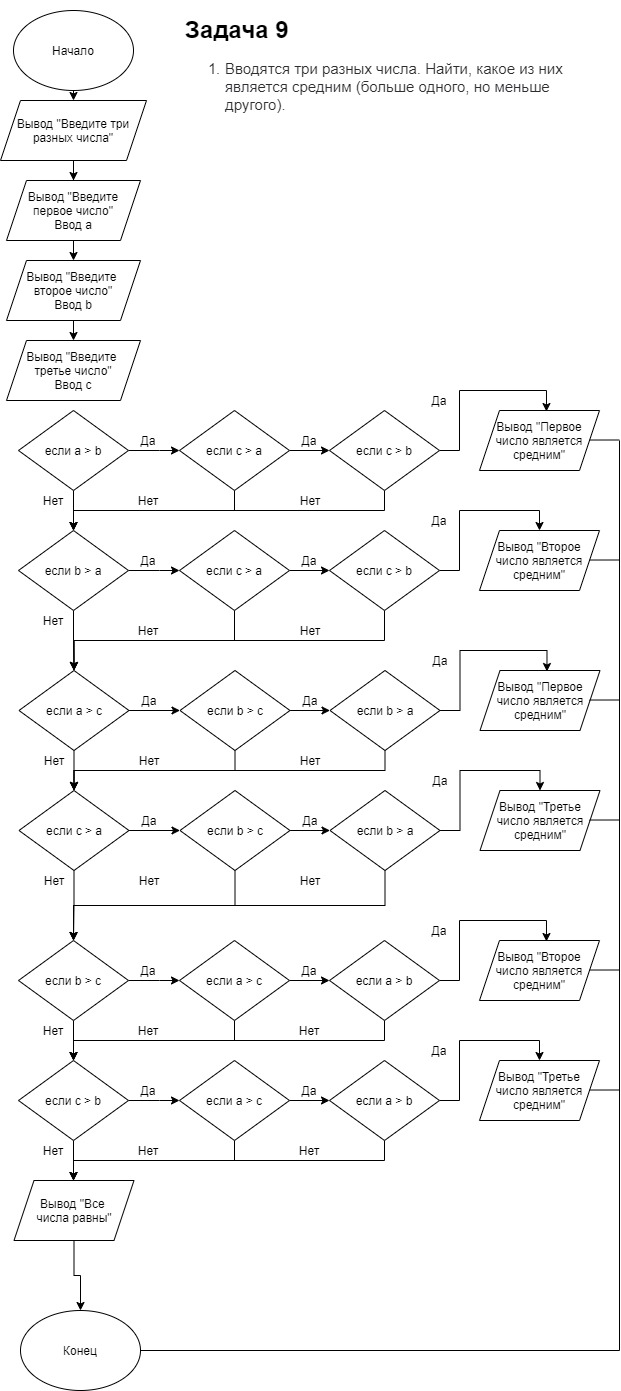 Задача 9
1. Вводятся три разных числа. Найти, какое из них
является средним (больше одного, но меньше
другого).
Начало
Вывод "Введите три
разных числа"
Вывод "Введите
первое число"
Ввод a
Вывод "Введите
второе число"
Ввод b
Вывод "Введите
третье число"
Ввод c
если a > b
Да
если c > a
Да
если c > b
Да
Вывод "Первое
число является
средним"
Нет
Нет
Нет
если b > a
Да
если c > a
Да
если c > b
Да
Вывод "Второе
число является
средним"
Нет
Нет
Нет
если a > c
Да
если b > c
Да
если b > a
Да
Вывод "Первое
число является
средним"
Нет
Нет
Нет
если c > a
Да
если b > c
Да
если b > a
Да
Вывод "Третье
число является
средним"
Нет
Нет
Нет
если b > c
Да
если a > c
Да
если a > b
Да
Вывод "Второе
число является
средним"
Нет
Нет
Нет
если c > b
Да
если a > c
Да
если a > b
Да
Вывод "Третье
число является
средним"
Нет
Нет
Нет
Вывод "Все
числа равны"
Конец